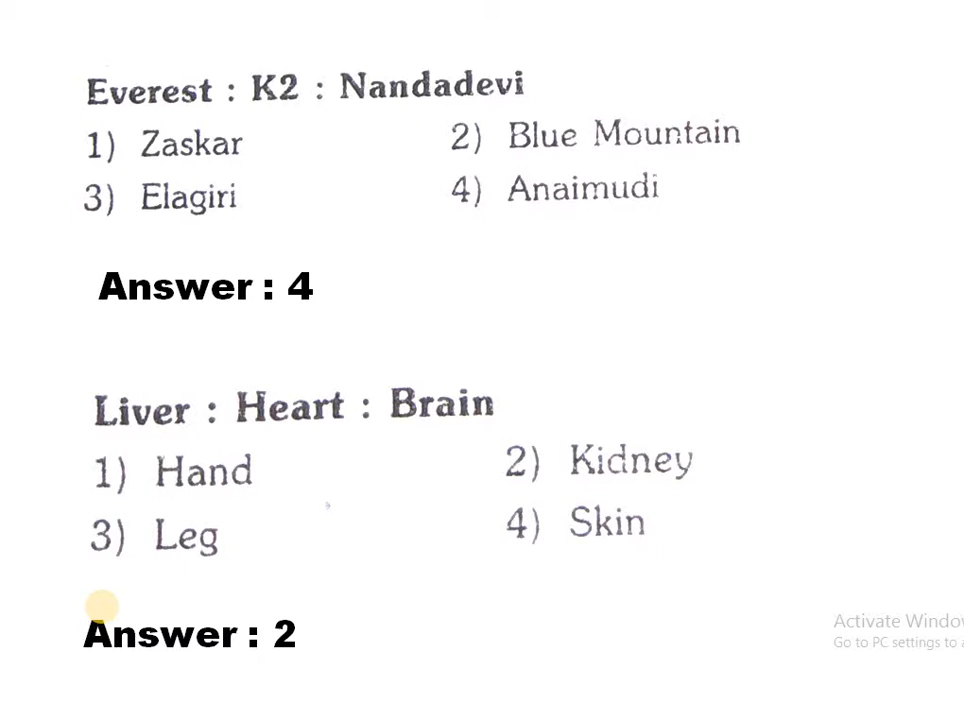 Everest : K2 : Nandadevi
1) Zaskar 2) Blue Mountain
3) Elagiri 4) Anaimudi
Answer : 4
Liver : Heart : Brain
1) Hand 2) Kidney
3) Leg 4) Skin
Answer : 2
Activate Window
Go to PC settings to a